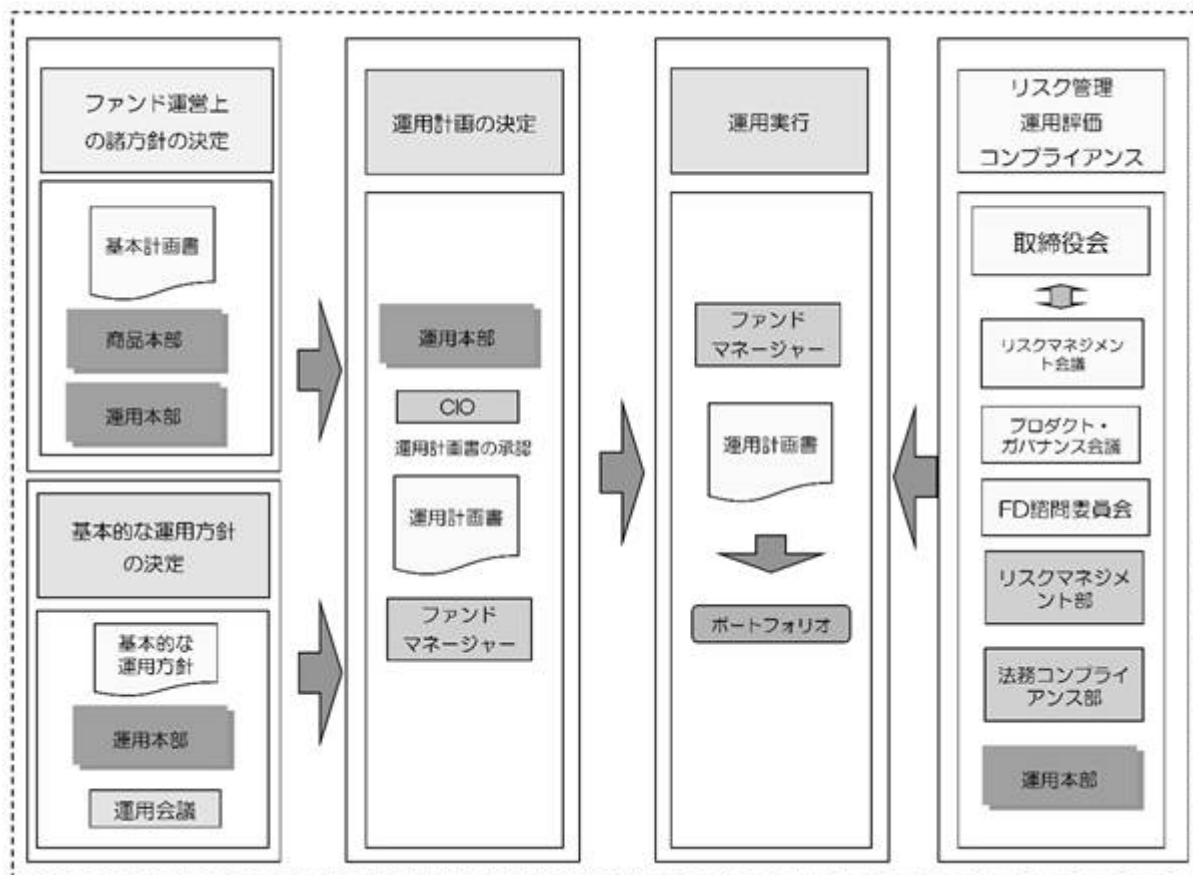 ファンド運営上
の諸方針の決定
基本計画書
商品本部
運用本部
基本的な運用方針
の決定
基本的な
運用方針
運用本部
運用会議
運用計画の決定
運用本部
CIO
運用計画書の承認
運用計画書
ファンド
マネージャー
運用実行
ファンド
マネージャー
運用計画書
ポートフォリオ
リスク管理
運用評価
コンプライアンス
取締役会
リスクマネジメン
ト会議
プロダクト・
ガバナンス会議
FD諮問委員会
リスクマネジメ
ント部
法務コンプライ
アンス部
運用本部